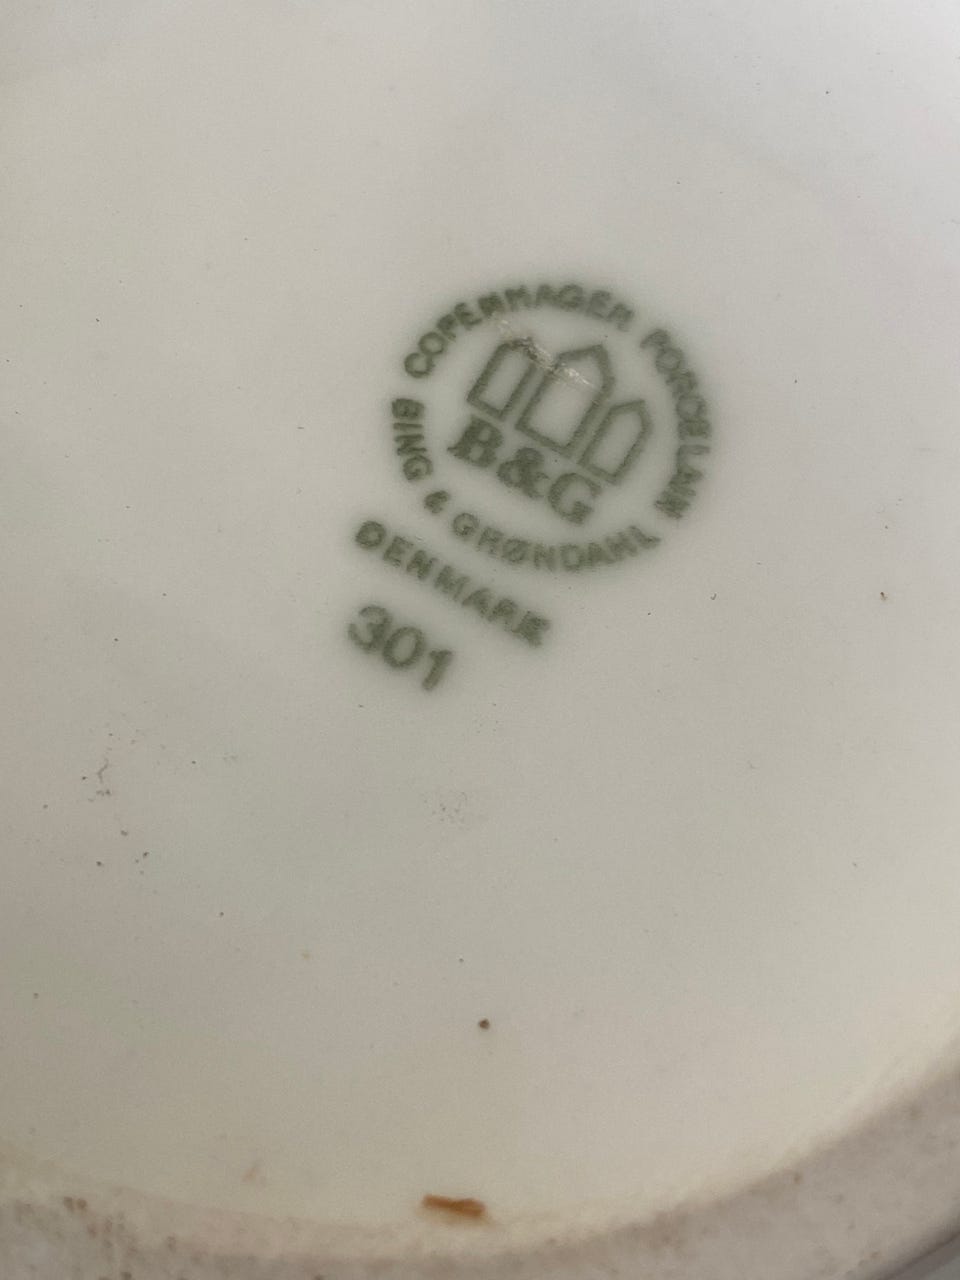 COPENHAGEN PORCELAIN
BING & GRØNDAHL
B&G
DENMARK
301